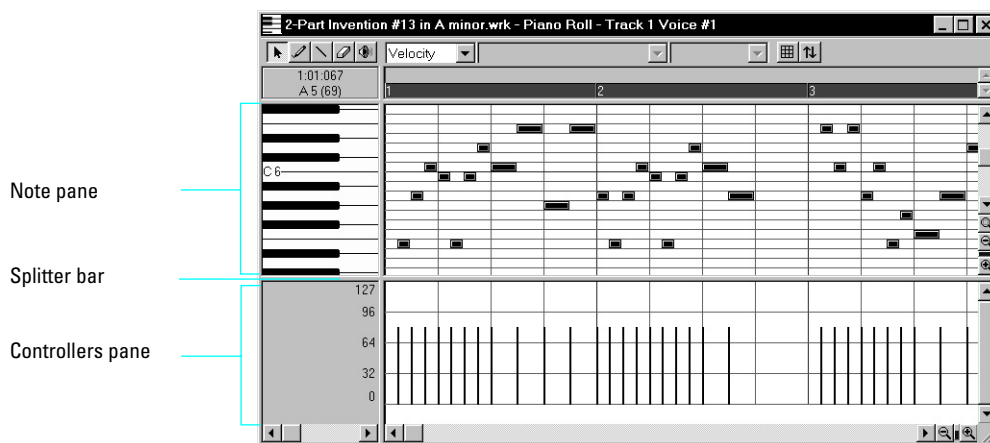 2-Part Invention #13 in A minor.wrk - Piano Roll - Track 1 Voice #1
Velocity
1:01:067
A 5 (69)
1 2 3
C 6
Note pane
Splitter bar
127
96
Controllers pane
64
32
0